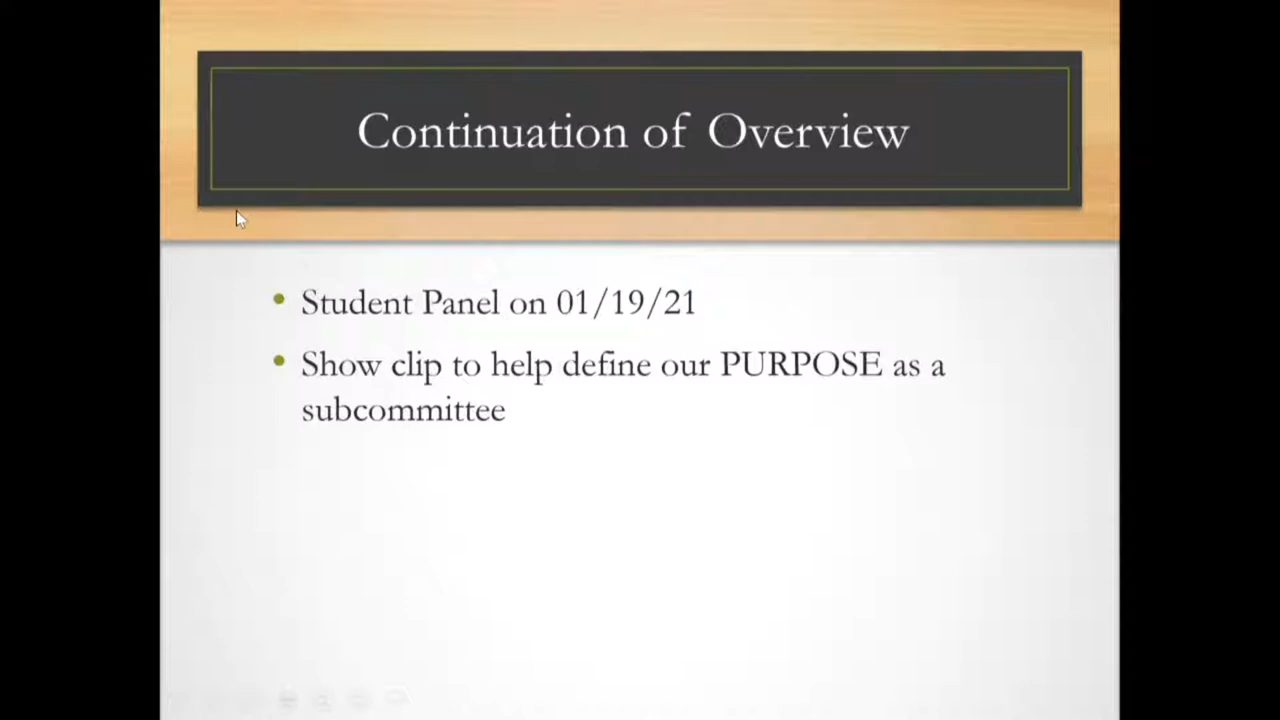 Continuation of Overview
• Student Panel on 01/19/21
• Show clip to help define our PURPOSE as a
subcommittee